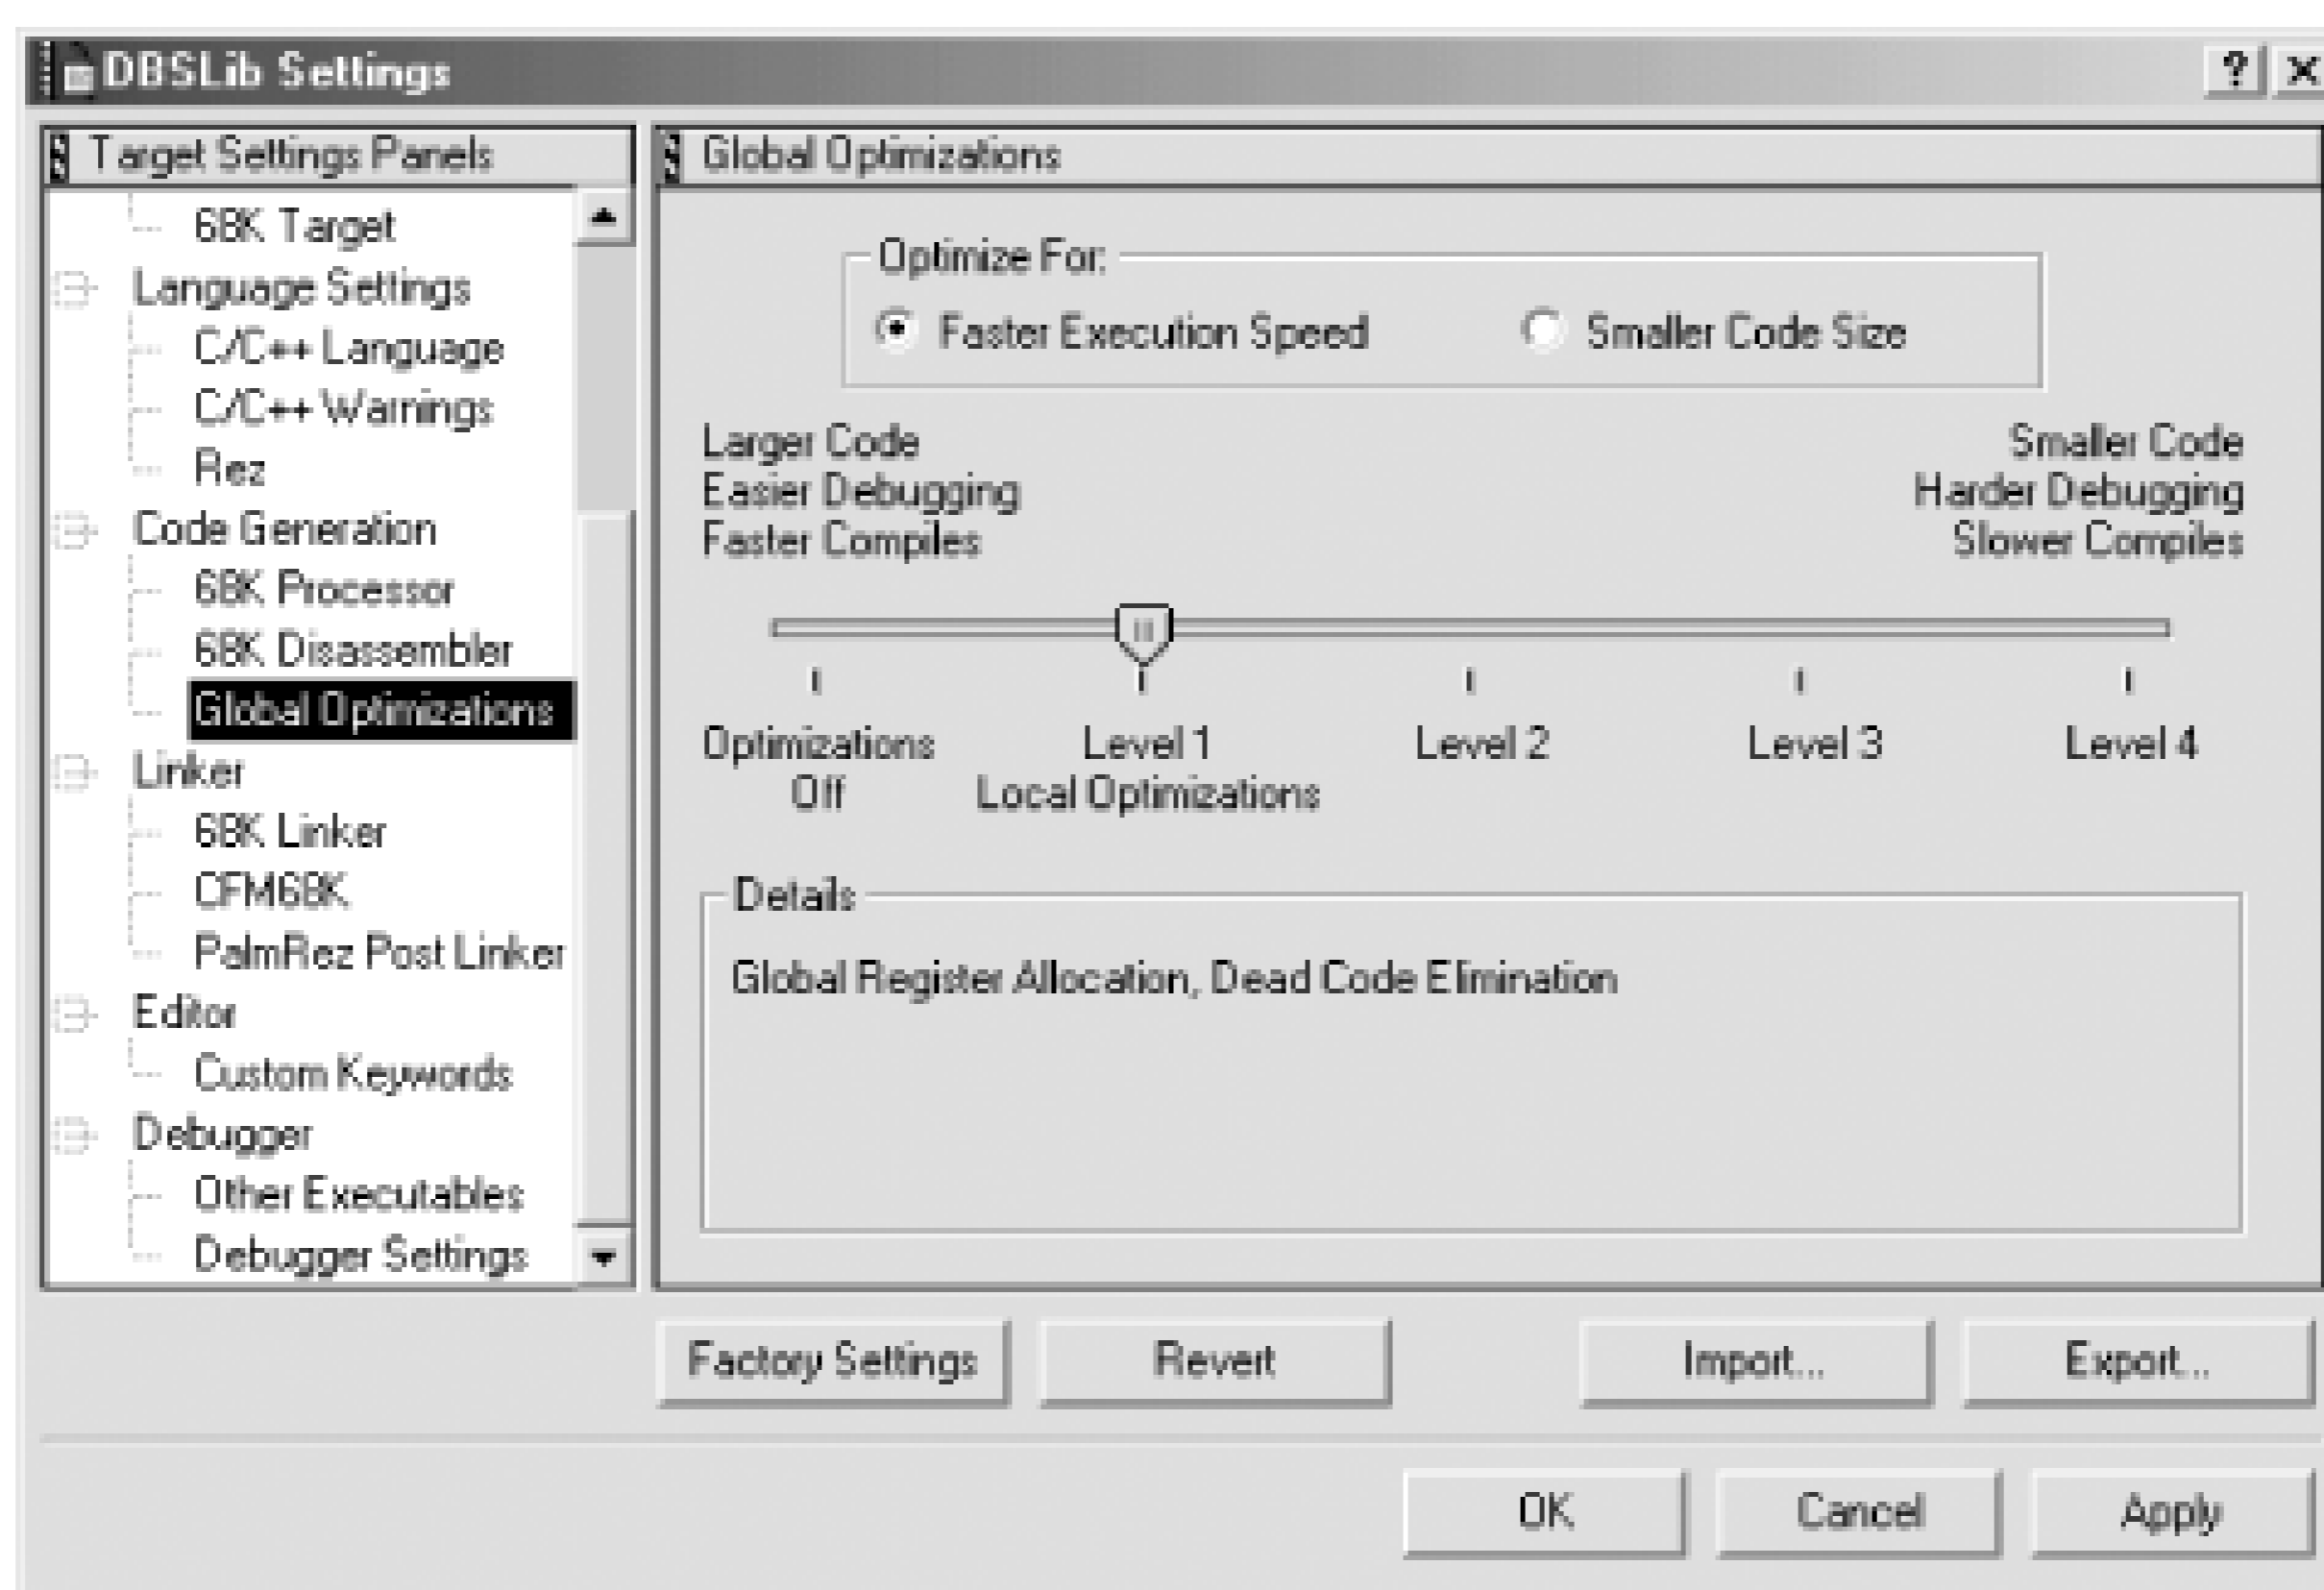 DBSLib Settings
Target Settings Panels
68K Target
Language Settings
C/C++ Language
C/C++ Warnings
Rez
Code Generation
68K Processor
68K Disassembler
Global Optimizations
Linker
68K Linker
CFM68K
PalmRez Post Linker
Editor
Custom Keywords
Debugger
Other Executables
Debugger Settings
Global Optimizations
Optimize For:
Faster Execution Speed
Smaller Code Size
Larger Code
Easier Debugging
Faster Compiles
Smaller Code
Harder Debugging
Slower Compiles
Optimizations
Off
Level 1
Local Optimizations
Level 2
Level 3
Level 4
Details
Global Register Allocation, Dead Code Elimination
Factory Settings
Revert
Import...
Export...
OK
Cancel
Apply